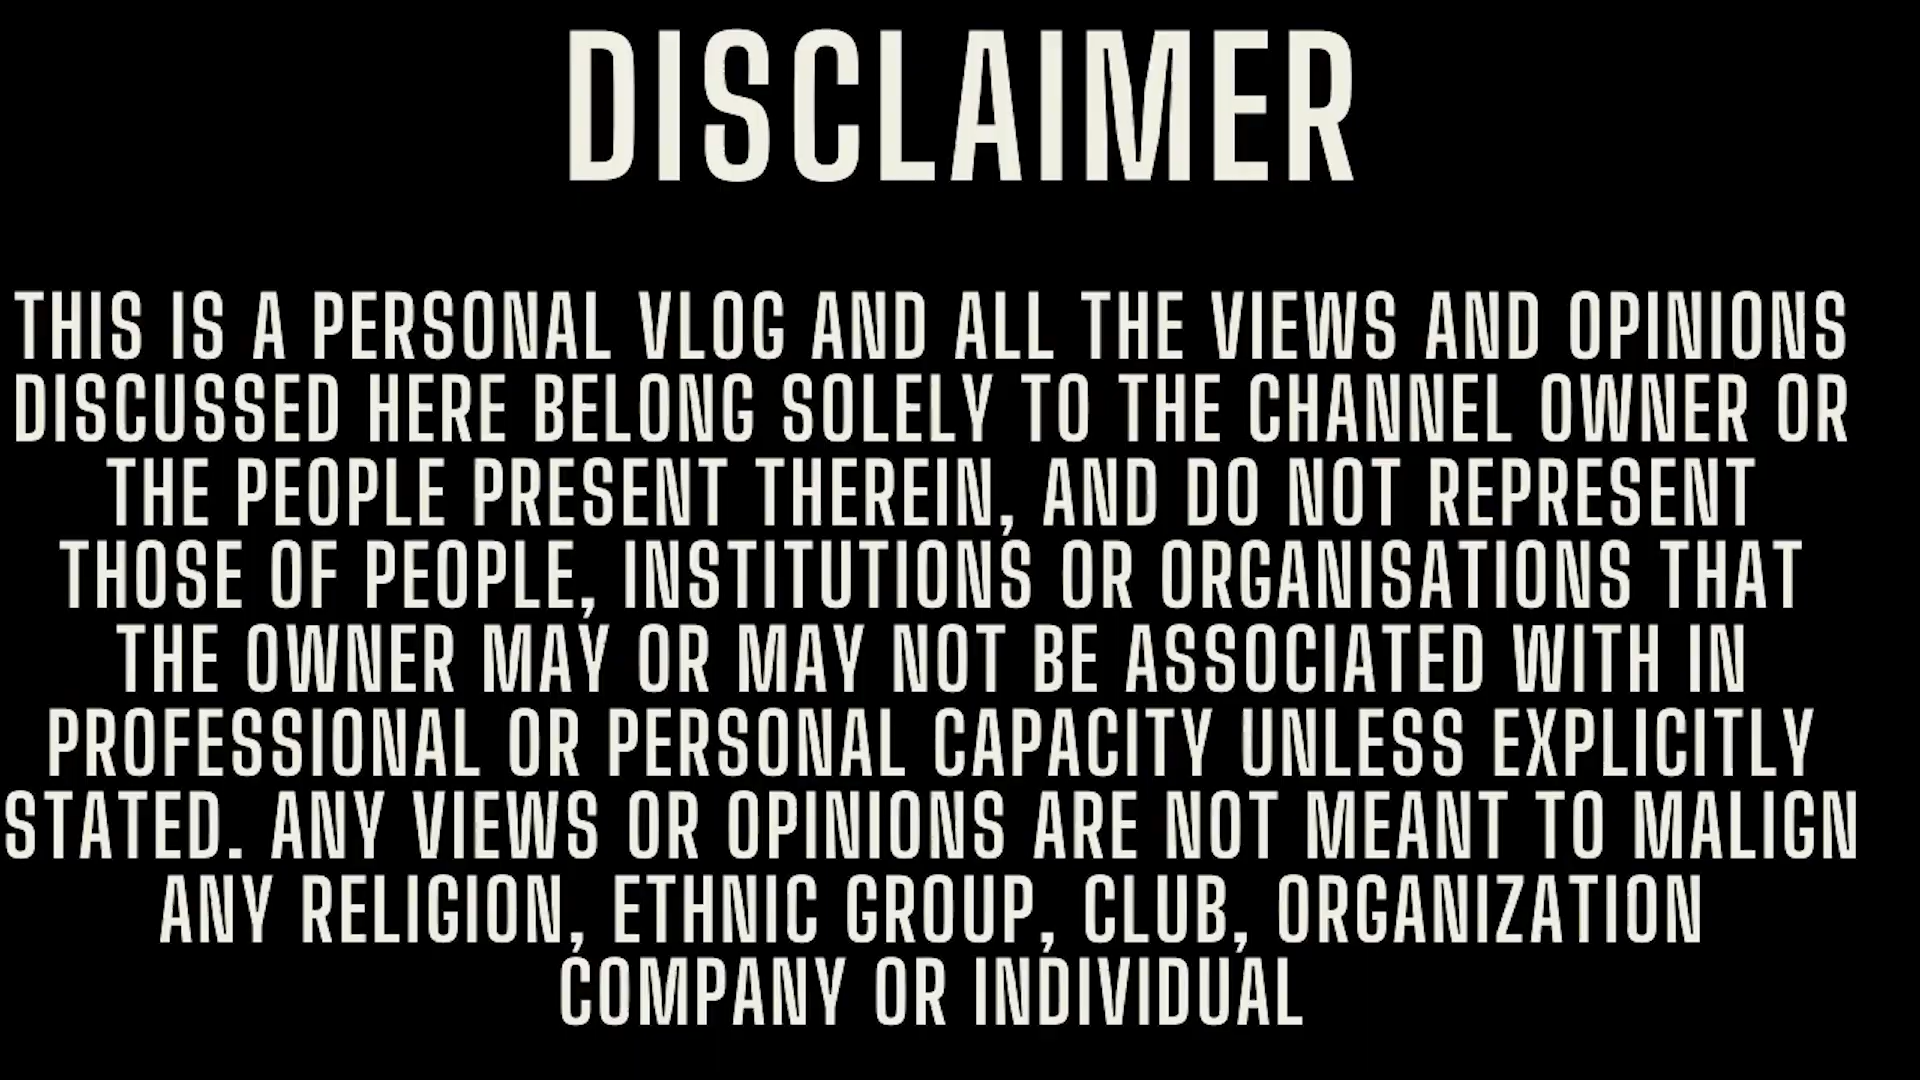 DISCLAIMER
THIS IS A PERSONAL VLOG AND ALL THE VIEWS AND OPINIONS
DISCUSSED HERE BELONG SOLELY TO THE CHANNEL OWNER OR
THE PEOPLE PRESENT THEREIN, AND DO NOT REPRESENT
THOSE OF PEOPLE, INSTITUTIONS OR ORGANISATIONS THAT
THE OWNER MAY OR MAY NOT BE ASSOCIATED WITH IN
PROFESSIONAL OR PERSONAL CAPACITY UNLESS EXPLICITLY
STATED. ANY VIEWS OR OPINIONS ARE NOT MEANT TO MALIGN
ANY RELIGION, ETHNIC GROUP, CLUB, ORGANIZATION
COMPANY OR INDIVIDUAL